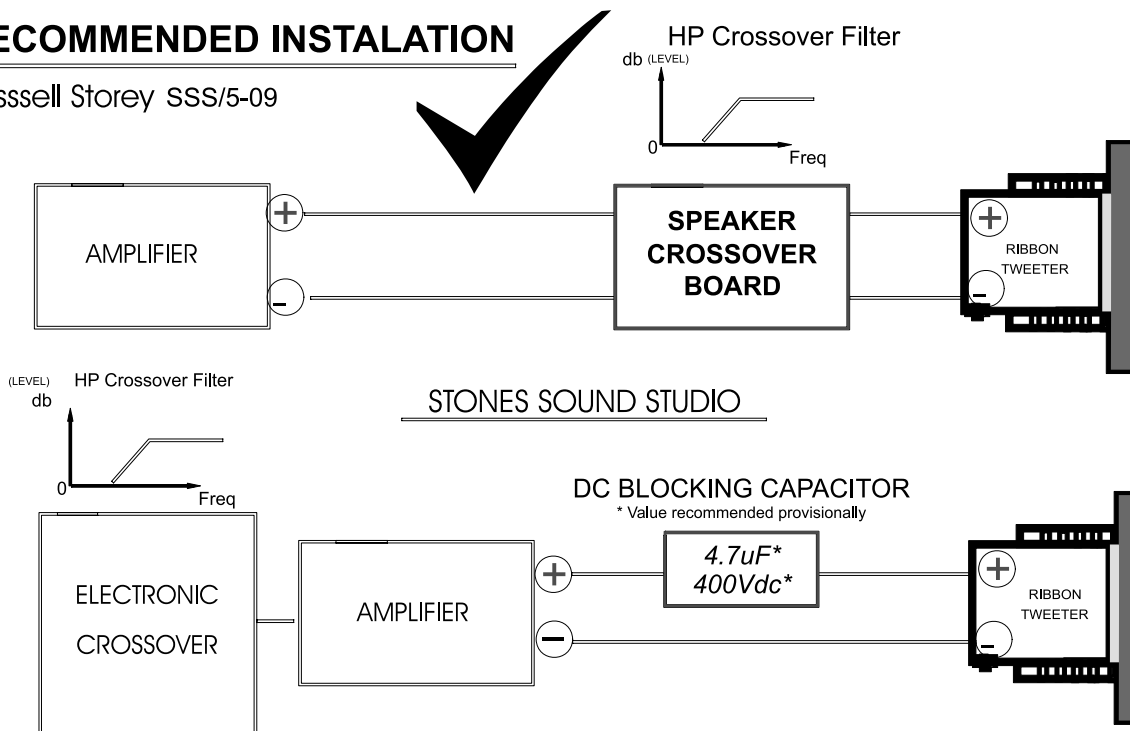 ECOMMENDED INSTALATION
sssell Storey SSS/5-09
HP Crossover Filter
db (LEVEL)
0
Freq
AMPLIFIER
+
-
SPEAKER
CROSSOVER
BOARD
+
RIBBON
TWEETER
-
(LEVEL) HP Crossover Filter
db
0
Freq
STONES SOUND STUDIO
DC BLOCKING CAPACITOR
* Value recommended provisionally
ELECTRONIC
CROSSOVER
AMPLIFIER
+
-
4.7uF*
400Vdc*
+
RIBBON
TWEETER
-